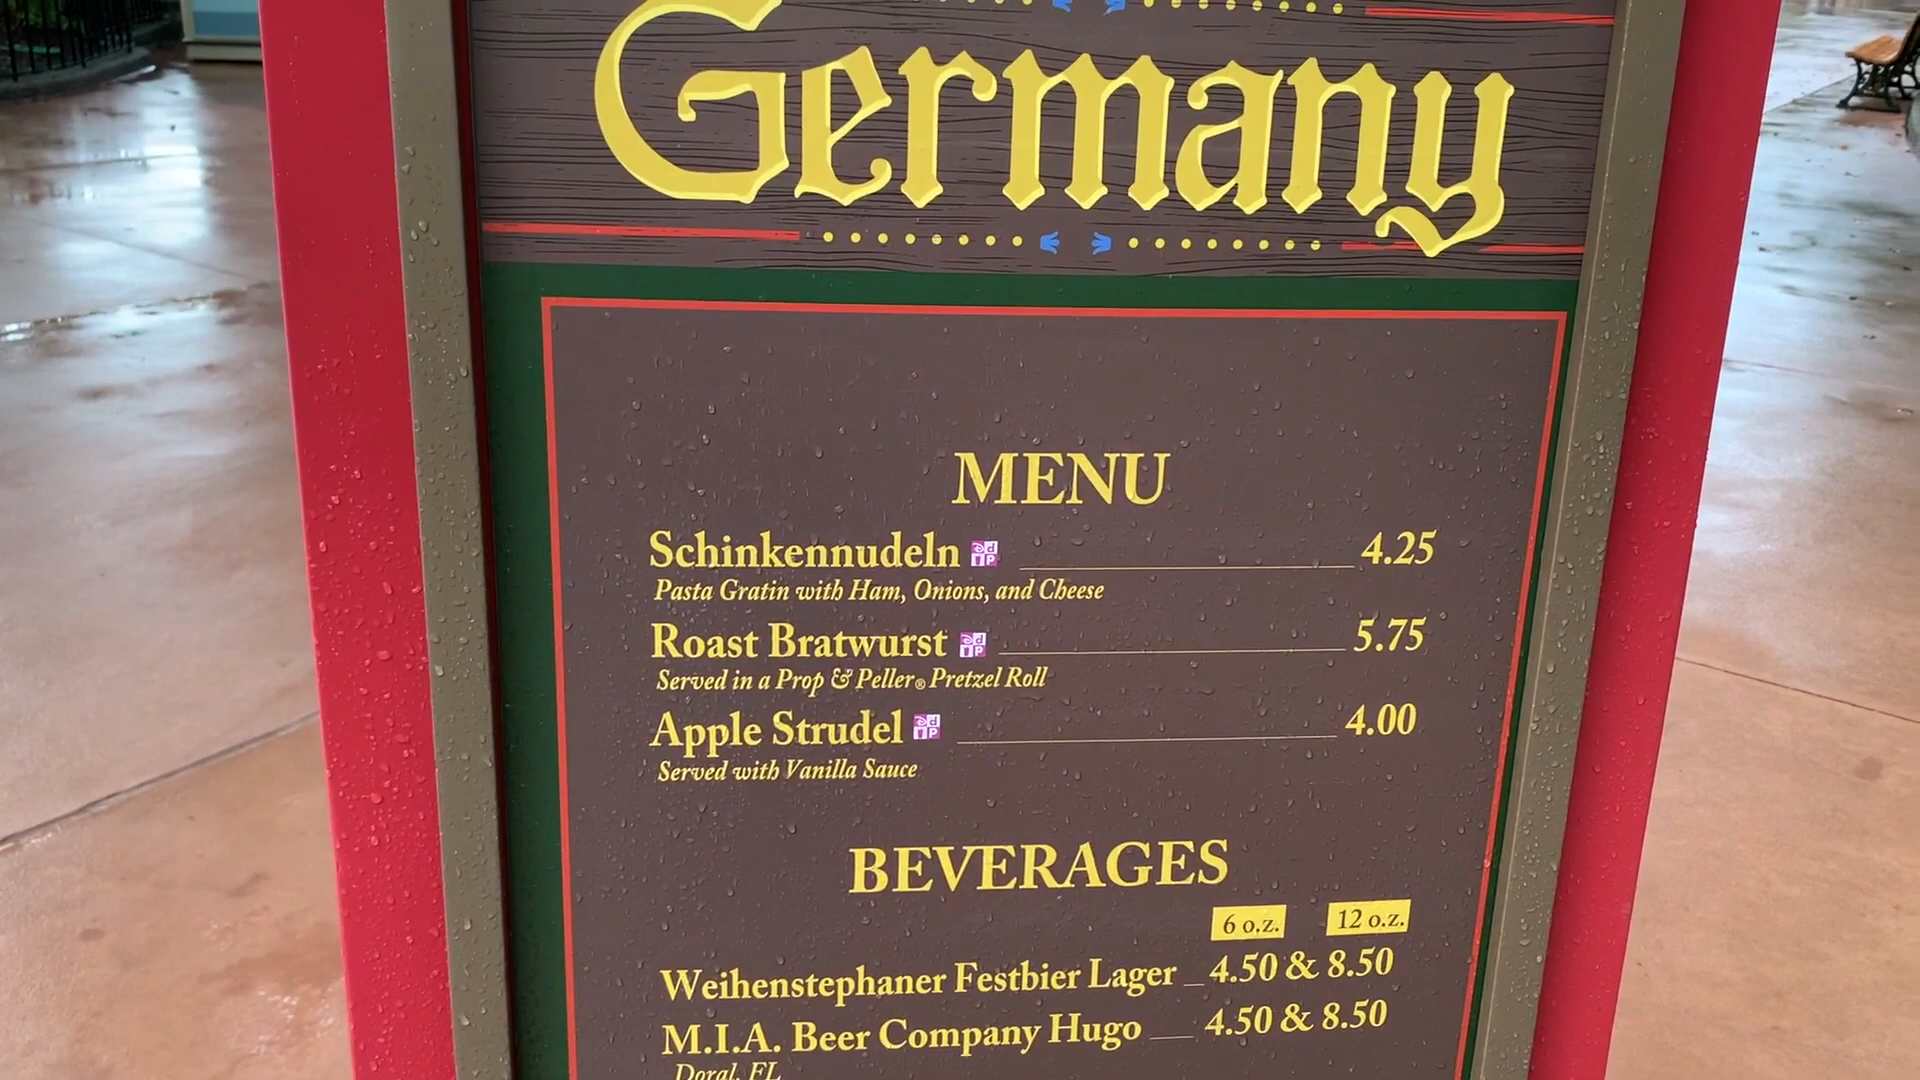 Germany
MENU
Schinkennudeln 4.25
Pasta Gratin with Ham, Onions, and Cheese
Roast Bratwurst 5.75
Served in a Prop & Peller® Pretzel Roll
Apple Strudel 4.00
Served with Vanilla Sauce
BEVERAGES
6 o.z. 12 o.z.
Weihenstephaner Festbier Lager 4.50 & 8.50
M.I.A. Beer Company Hugo 4.50 & 8.50
Doral, FL